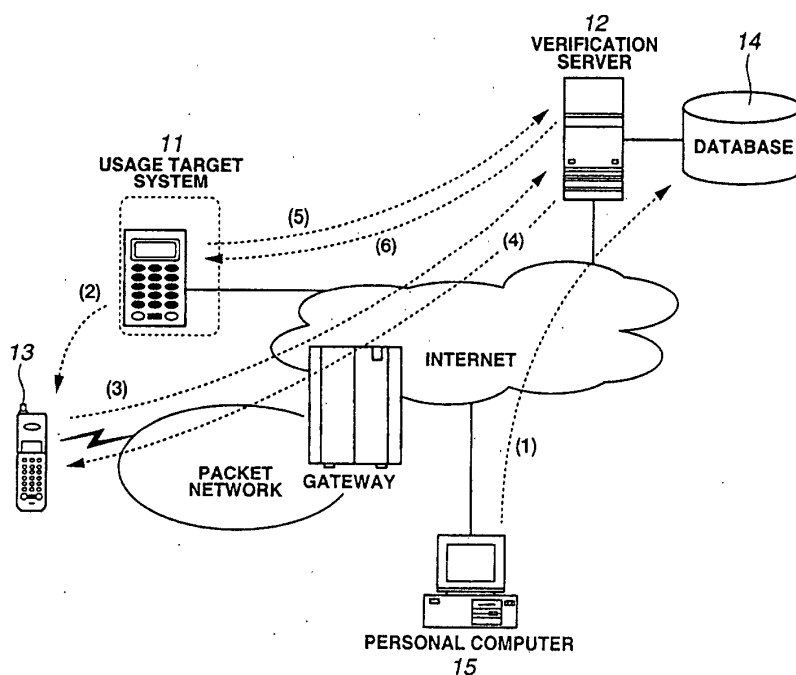 12
VERIFICATION
SERVER
14
DATABASE
11
USAGE TARGET
SYSTEM
(5)
(6)
(4)
(2)
13
(3)
INTERNET
(1)
PACKET
NETWORK
GATEWAY
PERSONAL COMPUTER
15